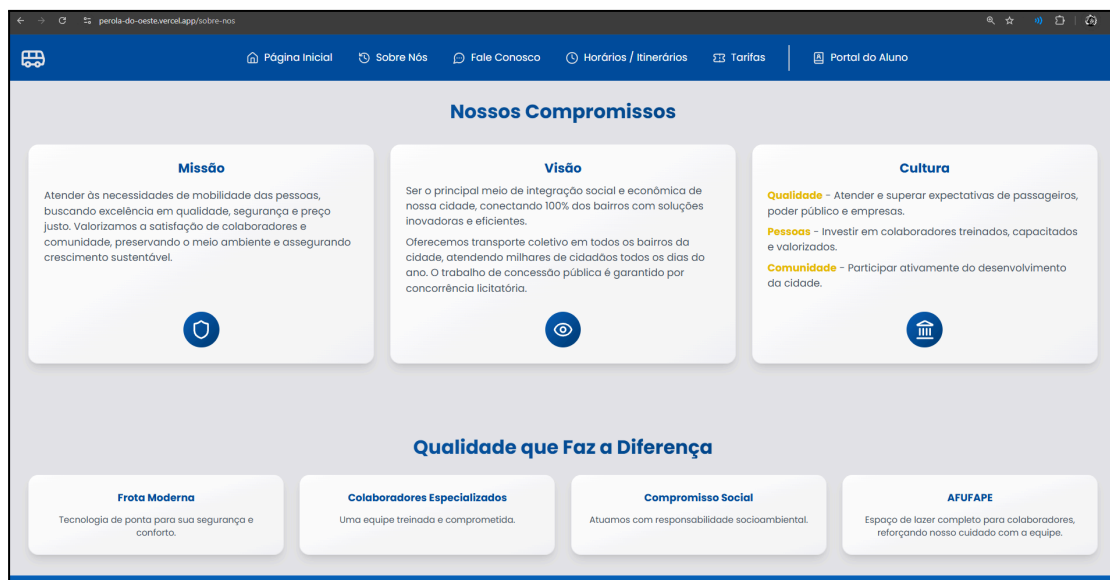 perola-do-oeste.vercel.app/sobre-nos
Página Inicial
Sobre Nós
Fale Conosco
Horários / Itinerários
Tarifas
Portal do Aluno
Nossos Compromissos
Missão
Atender às necessidades de mobilidade das pessoas,
buscando excelência em qualidade, segurança e preço
justo. Valorizamos a satisfação de colaboradores e
comunidade, preservando o meio ambiente e assegurando
crescimento sustentável.
Visão
Ser o principal meio de integração social e econômica de
nossa cidade, conectando 100% dos bairros com soluções
inovadoras e eficientes.
Oferecemos transporte coletivo em todos os bairros da
cidade, atendendo milhares de cidadãos todos os dias do
ano. O trabalho de concessão pública é garantido por
concorrência licitatória.
Cultura
Qualidade - Atender e superar expectativas de passageiros,
poder público e empresas.
Pessoas - Investir em colaboradores treinados, capacitados
e valorizados.
Comunidade - Participar ativamente do desenvolvimento
da cidade.
Qualidade que Faz a Diferença
Frota Moderna
Tecnologia de ponta para sua segurança e
conforto.
Colaboradores Especializados
Uma equipe treinada e comprometida.
Compromisso Social
Atuamos com responsabilidade socioambiental.
AFUFAPE
Espaço de lazer completo para colaboradores,
reforçando nosso cuidado com a equipe.